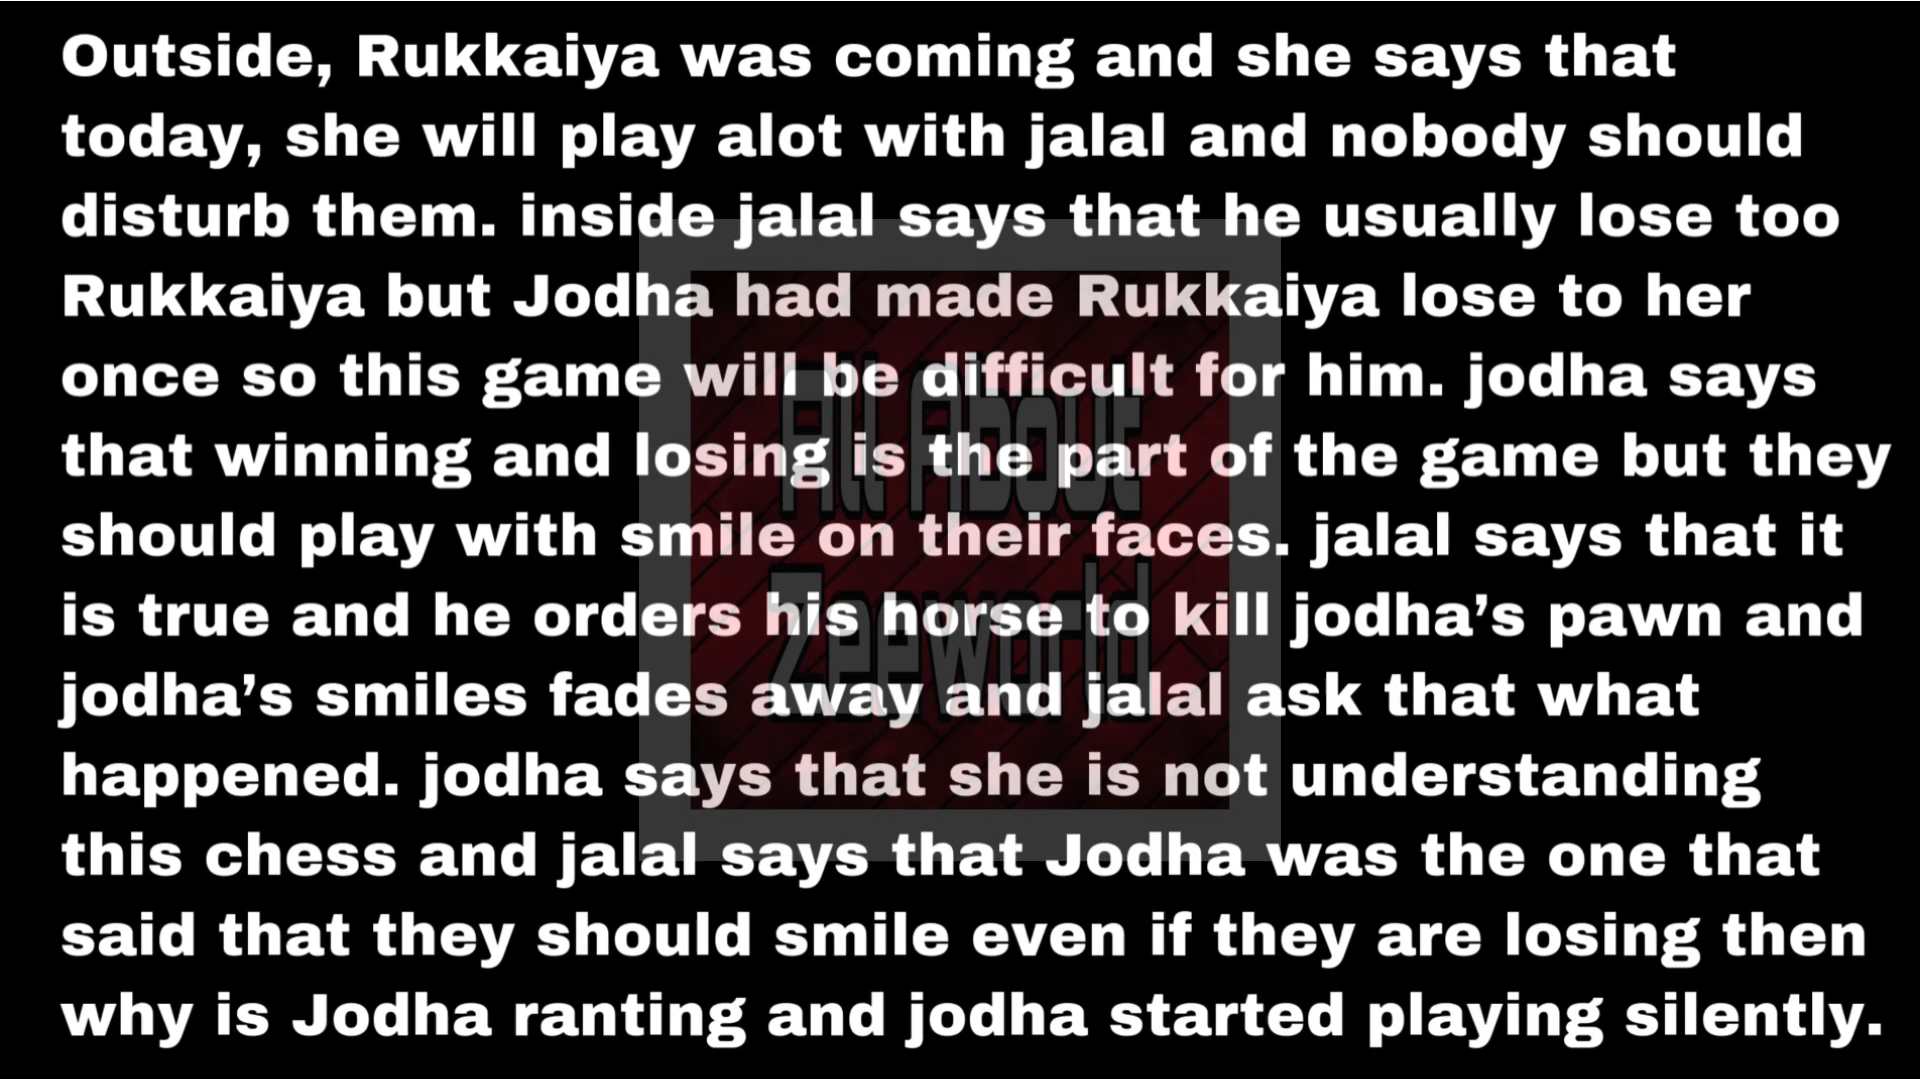 Outside, Rukkaiya was coming and she says that
today, she will play alot with jalal and nobody should
disturb them. inside jalal says that he usually lose too
Rukkaiya but Jodha had made Rukkaiya lose to her
once so this game will be difficult for him. jodha says
that winning and losing is the part of the game but they
should play with smile on their faces. jalal says that it
is true and he orders his horse to kill jodha’s pawn and
jodha’s smiles fades away and jalal ask that what
happened. jodha says that she is not understanding
this chess and jalal says that Jodha was the one that
said that they should smile even if they are losing then
why is Jodha ranting and jodha started playing silently.
All About
Zeeworld